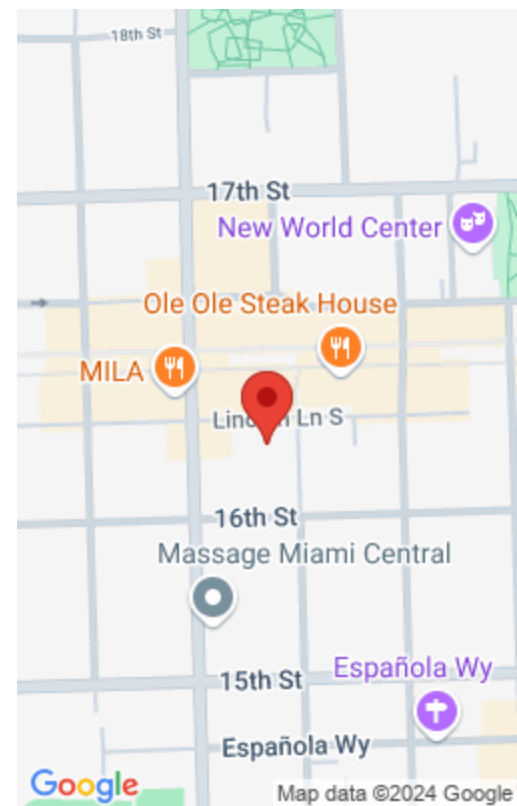 18th St
17th St
New World Center
Ole Ole Steak House
MILA
Lincoln Ln S
16th St
Massage Miami Central
Española Wy
15th St
Española Wy
Google
Map data ©2024 Google